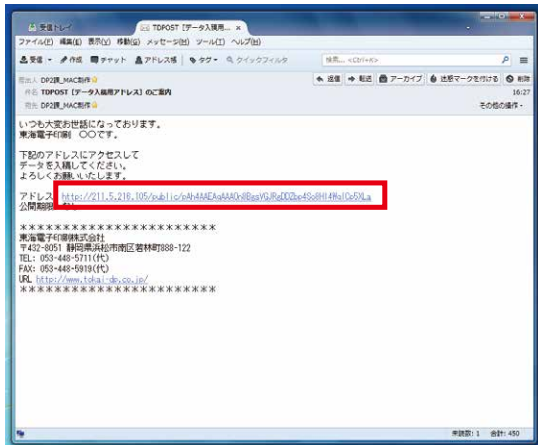 受信トレイ
TDPOST [データ入稿用... ×
ファイル(F) 編集(E) 表示(V) 移動(G) メッセージ(M) ツール(T) ヘルプ(H)
受信 作成 チャット アドレス帳 タグ クイックフィルタ 検索... <Ctrl+K>
差出人 DP2課_MAC制作 返信 転送 アーカイブ 迷惑マークを付ける 削除
件名 TDPOST [データ入稿用アドレス] のご案内 16:27
宛先 DP2課_MAC制作 その他の操作
いつも大変お世話になっております。
東海電子印刷 〇〇です。
下記のアドレスにアクセスして
データを入稿してください。
よろしくお願いいたします。
アドレス
公開期限
**********************
東海電子印刷株式会社
〒432-8051 静岡県浜松市南区若林町888-122
TEL: 053-448-5711(代)
FAX: 053-448-5919(代)
URL http://www.tokai-dp.co.jp/
**********************
未読数: 1 合計: 450